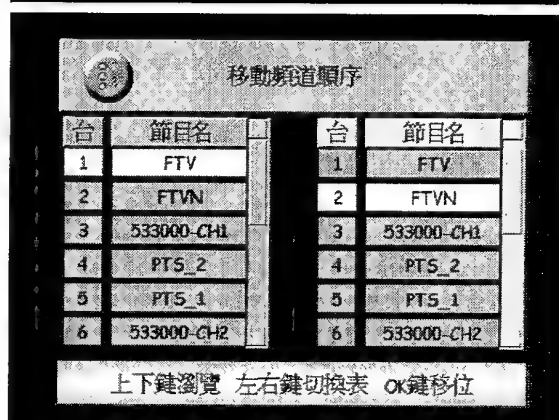 移動頻道順序
台 節目名
1 FTV
2 FTVN
3 533000-CH1
4 PTS_2
5 PTS_1
6 533000-CH2
台 節目名
1 FTV
2 FTVN
3 533000-CH1
4 PTS_2
5 PTS_1
6 533000-CH2
上下鍵瀏覽 左右鍵切換表 OK鍵移位